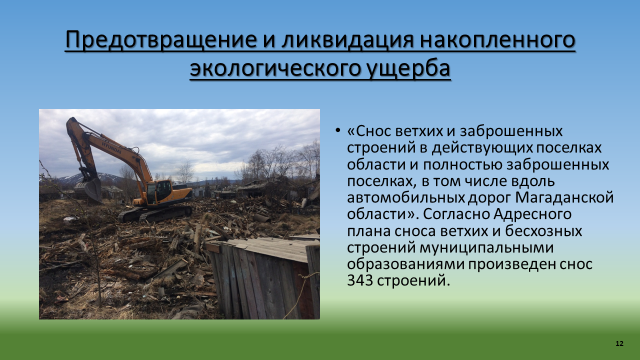 Предотвращение и ликвидация накопленного
экологического ущерба
• «Снос ветхих и заброшенных
строений в действующих поселках
области и полностью заброшенных
поселках, в том числе вдоль
автомобильных дорог Магаданской
области». Согласно Адресного
плана сноса ветхих и бесхозных
строений муниципальными
образованиями произведен снос
343 строений.
12